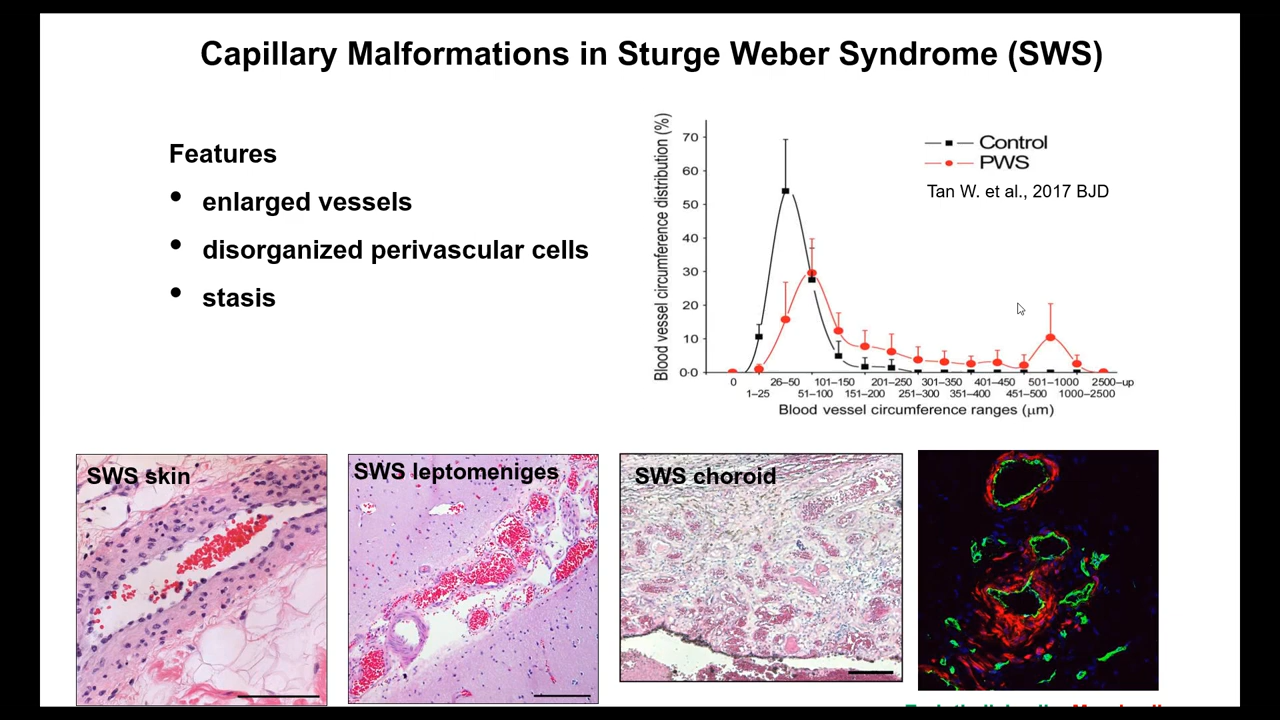 Capillary Malformations in Sturge Weber Syndrome (SWS)
Features
• enlarged vessels
• disorganized perivascular cells
• stasis
Blood vessel circumference distribution (%)
70
60
50
40
30
20
10
0·0
Control
PWS
Tan W. et al., 2017 BJD
0 26–50 101–150 201–250 301–350 401–450 501–1000 2500–up
1–25 51–100 151–200 251–300 351–400 451–500 1000–2500
Blood vessel circumference ranges (μm)
SWS skin
SWS leptomeniges
SWS choroid